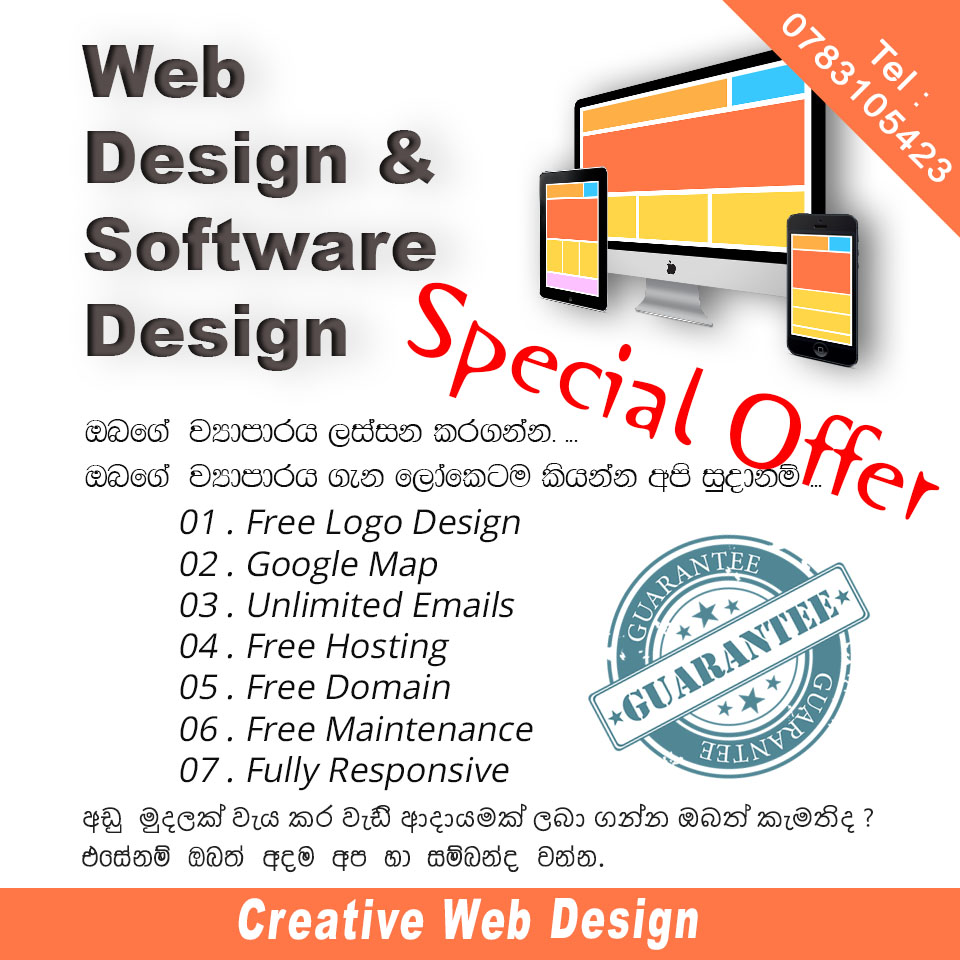 Web
Design &
Software
Design
Tel :
0783105423
Special Offer
ඔබගේ ව්‍යාපාරය ලස්සන කරගන්න. ...
ඔබගේ ව්‍යාපාරය ගැන ලෝකෙටම කියන්න අපි සුදානම් ...
01 . Free Logo Design
02 . Google Map
03 . Unlimited Emails
04 . Free Hosting
05 . Free Domain
06 . Free Maintenance
07 . Fully Responsive
GUARANTEE
GUARANTEE
GUARANTEE
GUARANTEE
අඩු මුදලක් වැය කර වැඩි ආදායමක් ලබා ගන්න ඔබත් කැමතිද ?
එසේනම් ඔබත් අදම අප හා සම්බන්ද වන්න.
Creative Web Design